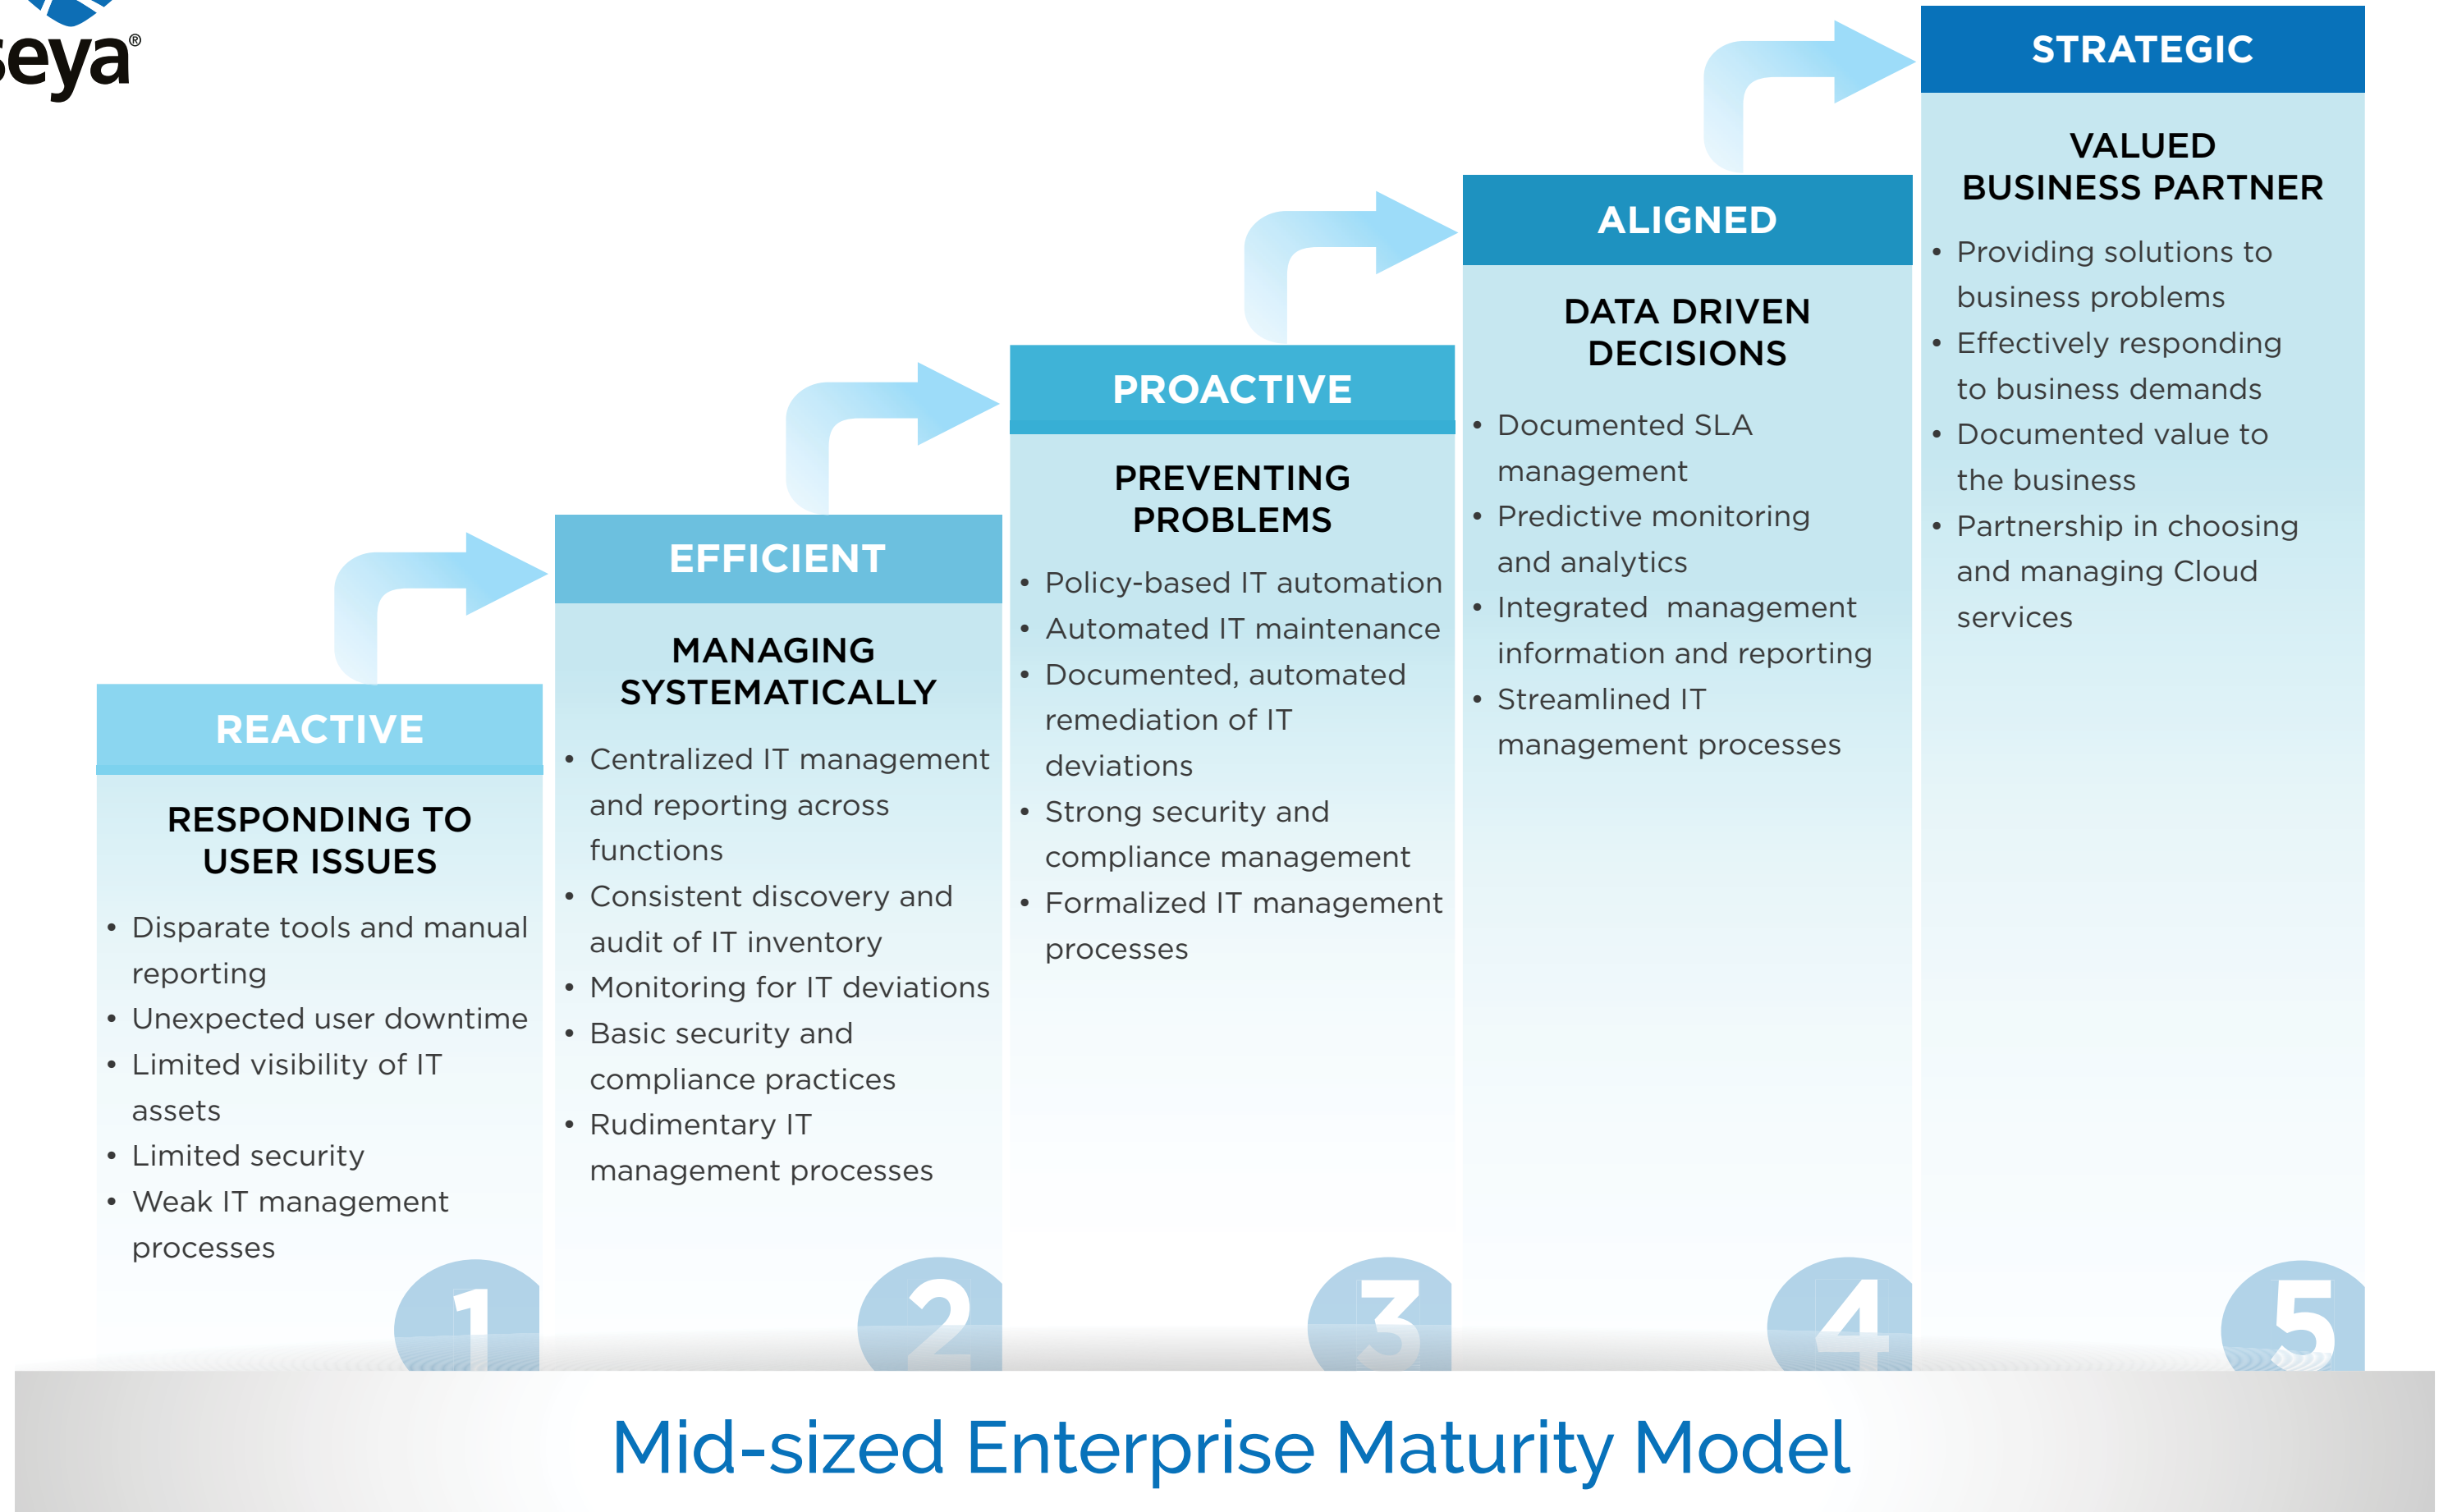 seya®
STRATEGIC
VALUED
BUSINESS PARTNER
• Providing solutions to
business problems
• Effectively responding
to business demands
• Documented value to
the business
• Partnership in choosing
and managing Cloud
services
5
ALIGNED
DATA DRIVEN
DECISIONS
• Documented SLA
management
• Predictive monitoring
and analytics
• Integrated management
information and reporting
• Streamlined IT
management processes
4
PROACTIVE
PREVENTING
PROBLEMS
• Policy-based IT automation
• Automated IT maintenance
• Documented, automated
remediation of IT
deviations
• Strong security and
compliance management
• Formalized IT management
processes
3
EFFICIENT
MANAGING
SYSTEMATICALLY
• Centralized IT management
and reporting across
functions
• Consistent discovery and
audit of IT inventory
• Monitoring for IT deviations
• Basic security and
compliance practices
• Rudimentary IT
management processes
2
REACTIVE
RESPONDING TO
USER ISSUES
• Disparate tools and manual
reporting
• Unexpected user downtime
• Limited visibility of IT
assets
• Limited security
• Weak IT management
processes
1
Mid-sized Enterprise Maturity Model